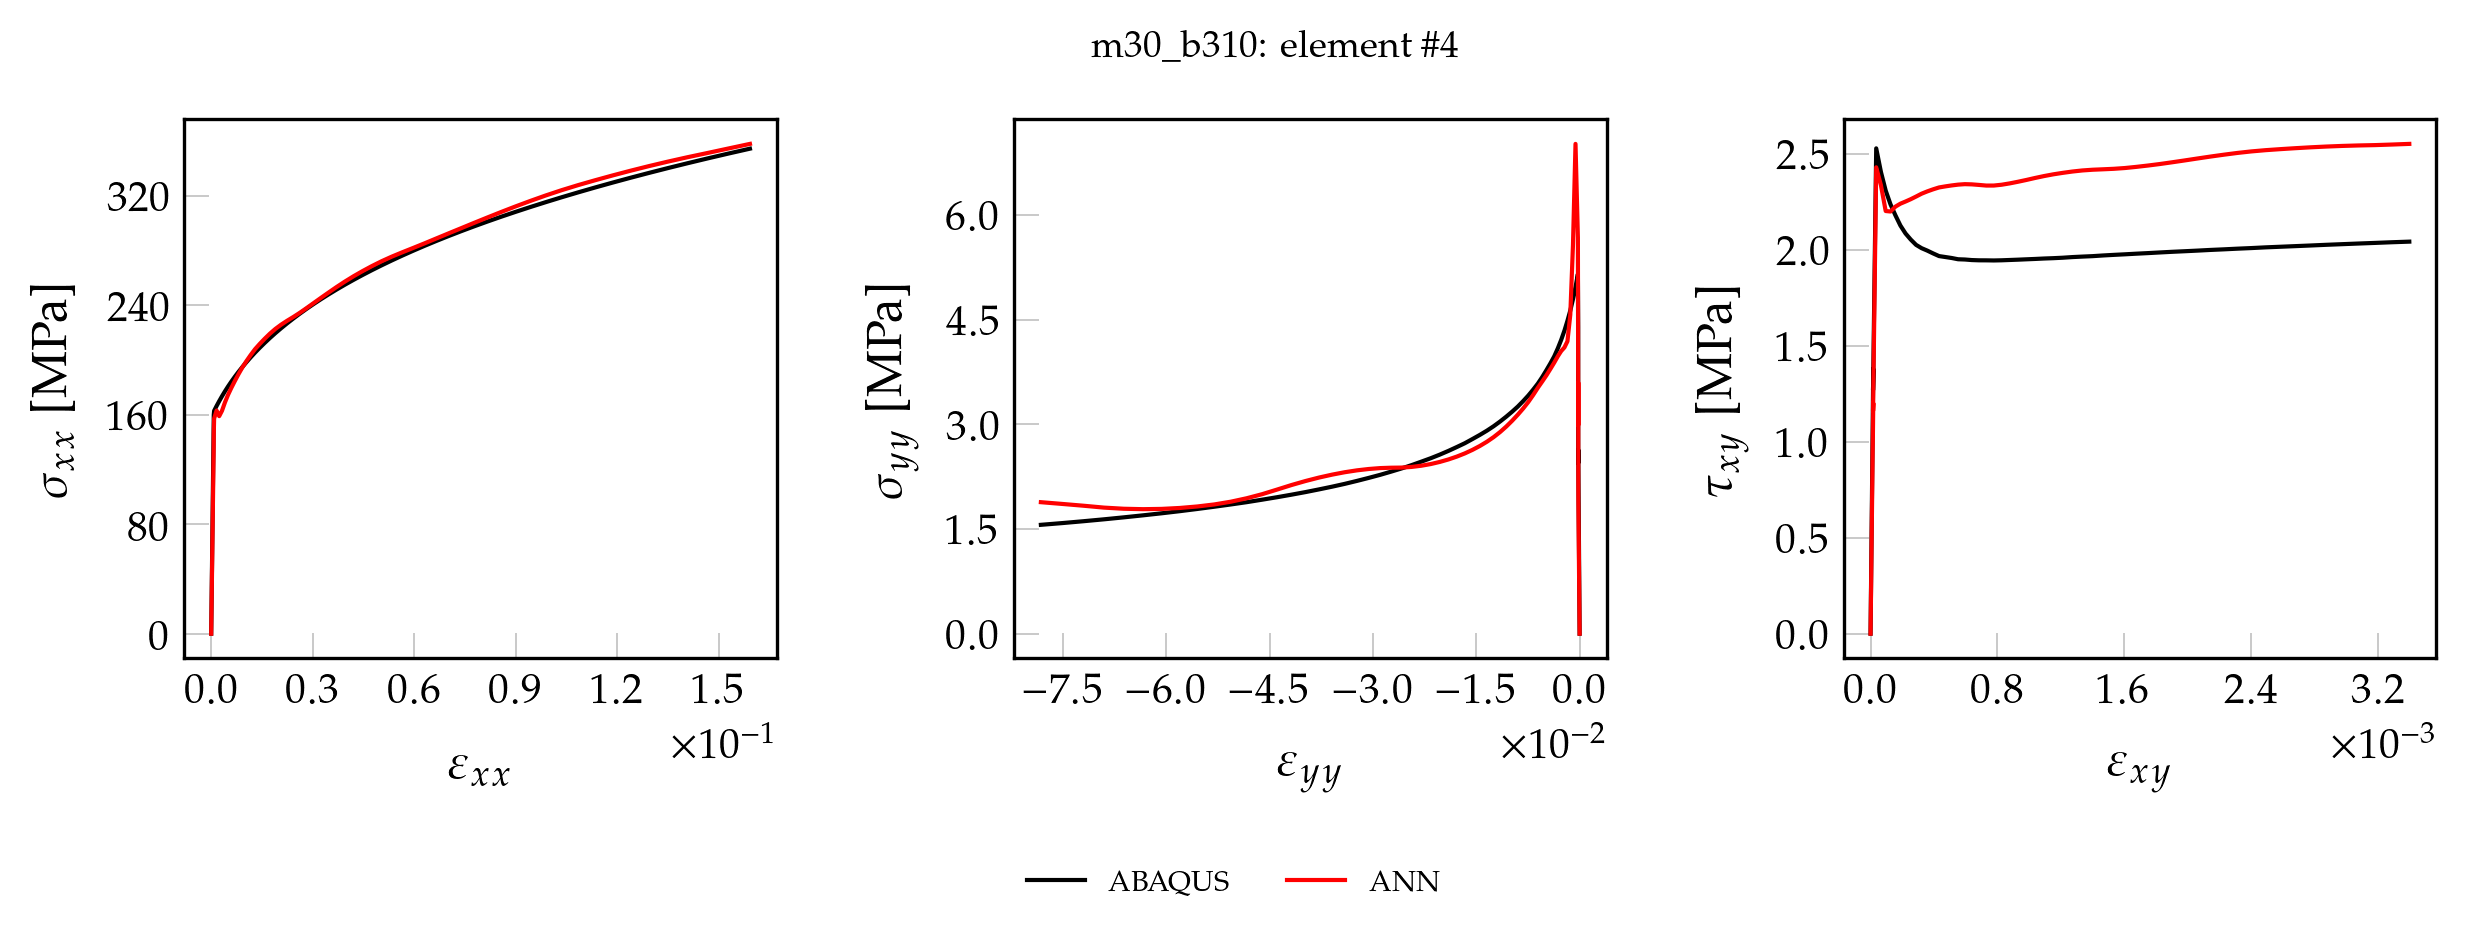 m30_b310: element #4
σxx [MPa]
320
240
160
80
0
0.0 0.3 0.6 0.9 1.2 1.5
×10−1
εxx
σyy [MPa]
6.0
4.5
3.0
1.5
0.0
−7.5 −6.0 −4.5 −3.0 −1.5 0.0
×10−2
εyy
τxy [MPa]
2.5
2.0
1.5
1.0
0.5
0.0
0.0 0.8 1.6 2.4 3.2
×10−3
εxy
ABAQUS ANN